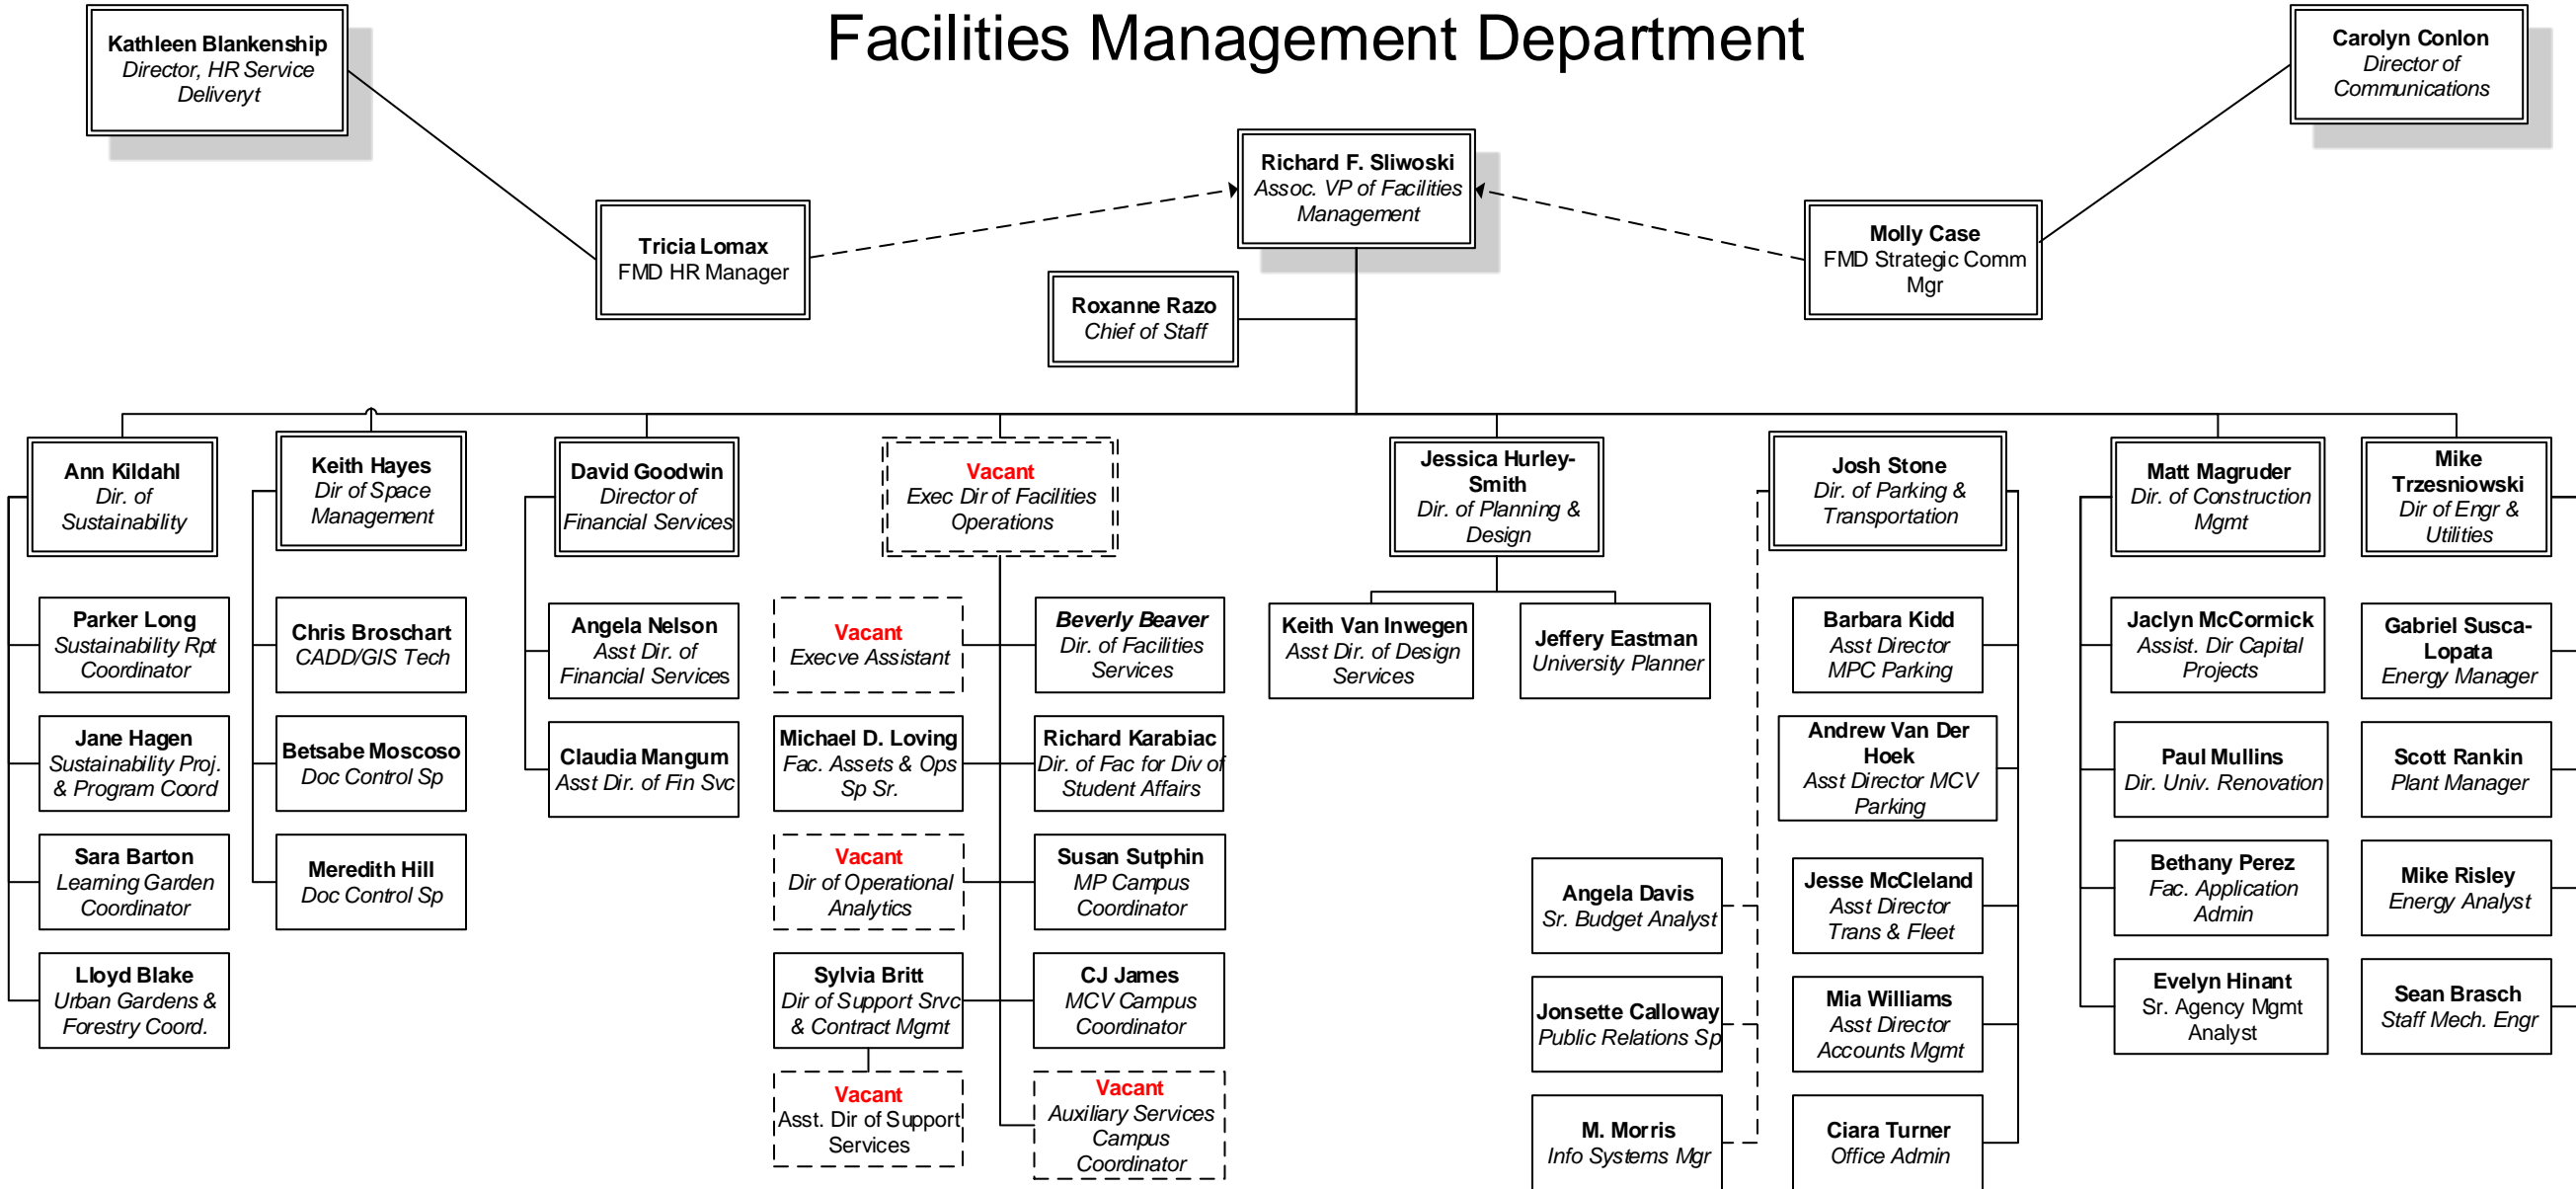 Facilities Management Department
Kathleen Blankenship
Director, HR Service
Deliveryt
Carolyn Conlon
Director of
Communications
Richard F. Sliwoski
Assoc. VP of Facilities
Management
Tricia Lomax
FMD HR Manager
Molly Case
FMD Strategic Comm
Mgr
Roxanne Razo
Chief of Staff
Ann Kildahl
Dir. of
Sustainability
Parker Long
Sustainability Rpt
Coordinator
Jane Hagen
Sustainability Proj.
& Program Coord
Sara Barton
Learning Garden
Coordinator
Lloyd Blake
Urban Gardens &
Forestry Coord.
Keith Hayes
Dir of Space
Management
Chris Broschart
CADD/GIS Tech
Betsabe Moscoso
Doc Control Sp
Meredith Hill
Doc Control Sp
David Goodwin
Director of
Financial Services
Angela Nelson
Asst Dir. of
Financial Services
Claudia Mangum
Asst Dir. of Fin Svc
Vacant
Exec Dir of Facilities
Operations
Vacant
Execve Assistant
Michael D. Loving
Fac. Assets & Ops
Sp Sr.
Vacant
Dir of Operational
Analytics
Sylvia Britt
Dir of Support Srvc
& Contract Mgmt
Vacant
Asst. Dir of Support
Services
Beverly Beaver
Dir. of Facilities
Services
Richard Karabiac
Dir. of Fac for Div of
Student Affairs
Susan Sutphin
MP Campus
Coordinator
CJ James
MCV Campus
Coordinator
Vacant
Auxiliary Services
Campus
Coordinator
Jessica Hurley-
Smith
Dir. of Planning &
Design
Keith Van Inwegen
Asst Dir. of Design
Services
Jeffery Eastman
University Planner
Josh Stone
Dir. of Parking &
Transportation
Angela Davis
Sr. Budget Analyst
Jonsette Calloway
Public Relations Sp
M. Morris
Info Systems Mgr
Barbara Kidd
Asst Director
MPC Parking
Andrew Van Der
Hoek
Asst Director MCV
Parking
Jesse McCleland
Asst Director
Trans & Fleet
Mia Williams
Asst Director
Accounts Mgmt
Ciara Turner
Office Admin
Matt Magruder
Dir. of Construction
Mgmt
Jaclyn McCormick
Assist. Dir Capital
Projects
Paul Mullins
Dir. Univ. Renovation
Bethany Perez
Fac. Application
Admin
Evelyn Hinant
Sr. Agency Mgmt
Analyst
Mike
Trzesniowski
Dir of Engr &
Utilities
Gabriel Susca-
Lopata
Energy Manager
Scott Rankin
Plant Manager
Mike Risley
Energy Analyst
Sean Brasch
Staff Mech. Engr